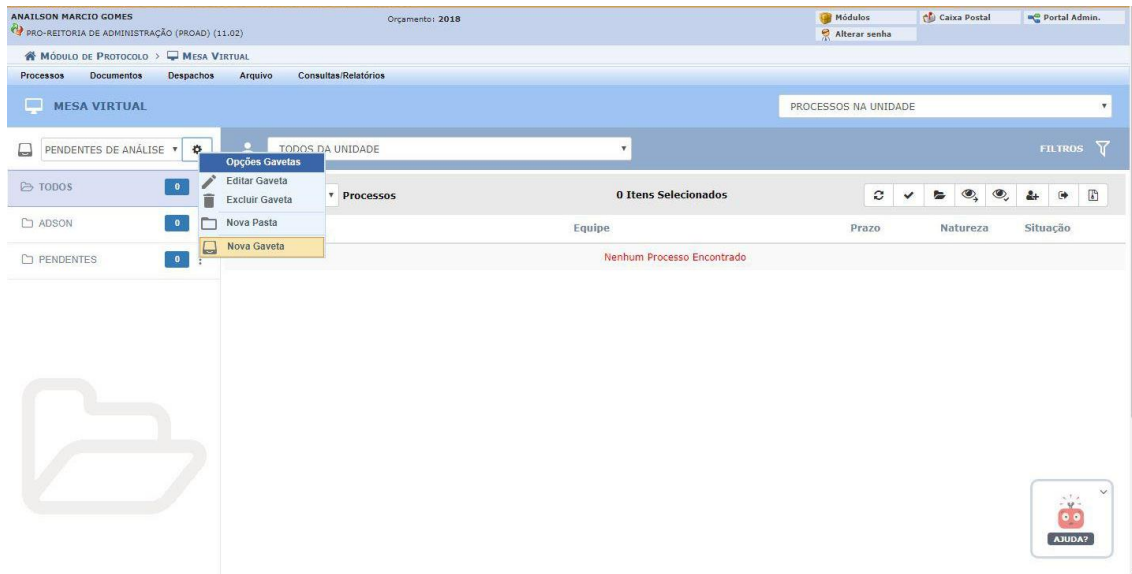 ANAILSON MARCIO GOMES
Orçamento: 2018
Módulos
Caixa Postal
Portal Admin.
PRO-REITORIA DE ADMINISTRAÇÃO (PROAD) (11.02)
Alterar senha
MÓDULO DE PROTOCOLO > MESA VIRTUAL
Processos Documentos Despachos Arquivo Consultas/Relatórios
MESA VIRTUAL
PROCESSOS NA UNIDADE
PENDENTES DE ANÁLISE
TODOS DA UNIDADE
FILTROS
Opções Gavetas
TODOS 0
Editar Gaveta
Excluir Gaveta
Processos
0 Itens Selecionados
ADSON 0
Nova Pasta
Equipe
Prazo
Natureza
Situação
Nova Gaveta
PENDENTES 0
Nenhum Processo Encontrado
AJUDA?